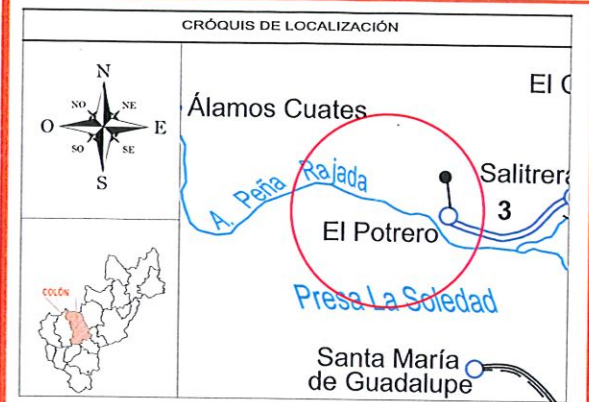 CRÓQUIS DE LOCALIZACIÓN
N
NO NE
O E
SO SE
S
COLÓN
El
Álamos Cuates
A. Peña Rajada
Salitrera
3
El Potrero
Presa La Soledad
Santa María
de Guadalupe